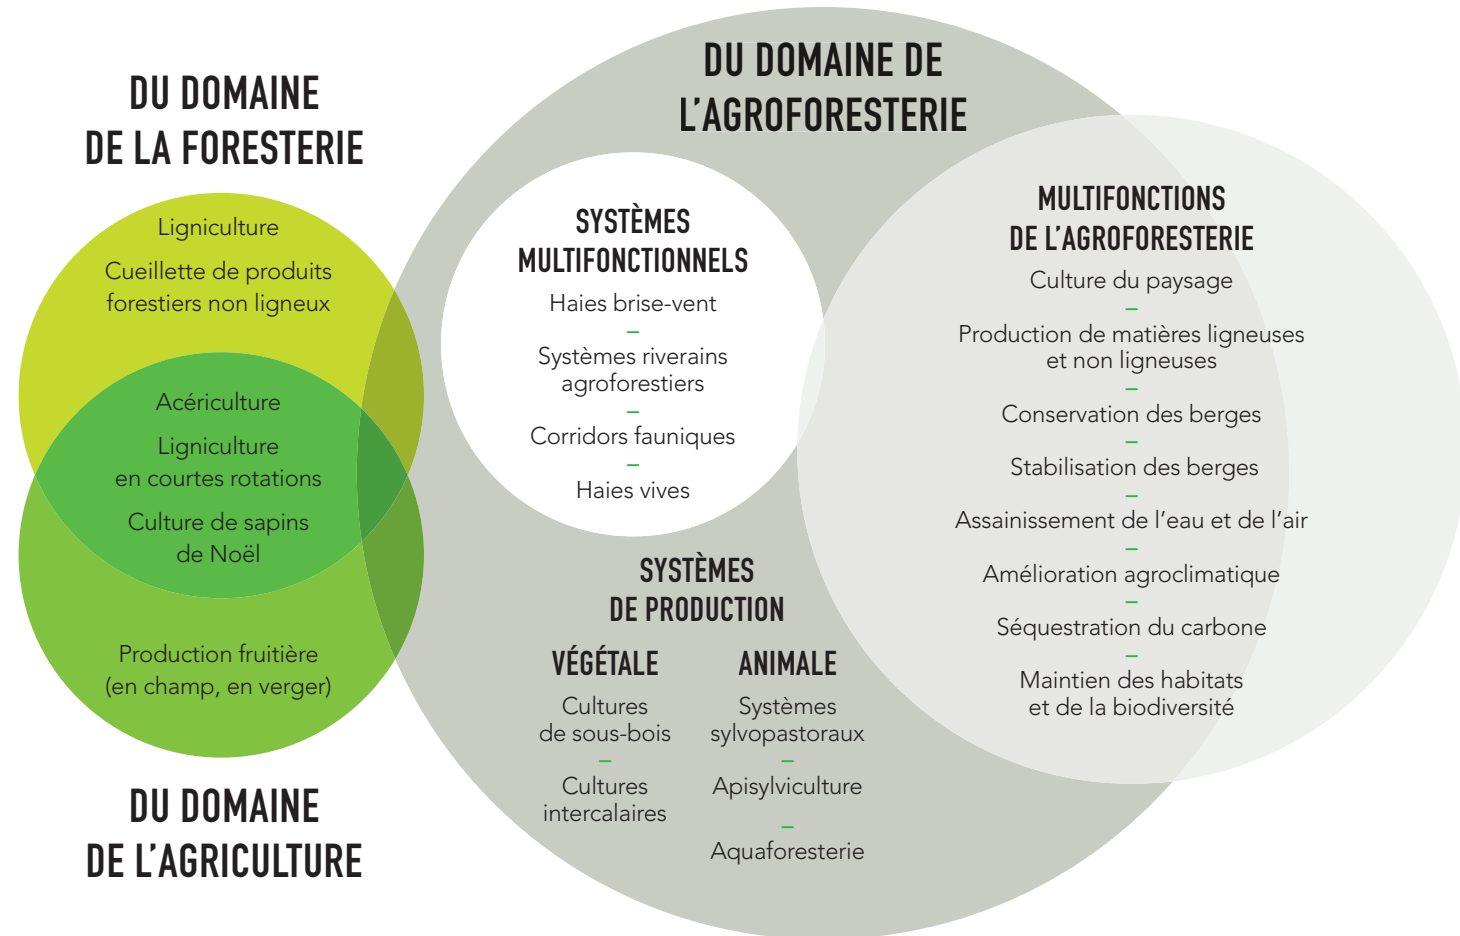 DU DOMAINE
DE LA FORESTERIE
Ligniculture
Cueillette de produits
forestiers non ligneux
Acériculture
Ligniculture
en courtes rotations
Culture de sapins
de Noël
Production fruitière
(en champ, en verger)
DU DOMAINE
DE L’AGRICULTURE
DU DOMAINE DE
L’AGROFORESTERIE
SYSTÈMES
MULTIFONCTIONNELS
Haies brise-vent
–
Systèmes riverains
agroforestiers
–
Corridors fauniques
–
Haies vives
SYSTÈMES
DE PRODUCTION
VÉGÉTALE
Cultures
de sous-bois
–
Cultures
intercalaires
ANIMALE
Systèmes
sylvopastoraux
–
Apisylviculture
–
Aquaforesterie
MULTIFONCTIONS
DE L’AGROFORESTERIE
Culture du paysage
–
Production de matières ligneuses
et non ligneuses
–
Conservation des berges
–
Stabilisation des berges
–
Assainissement de l’eau et de l’air
–
Amélioration agroclimatique
–
Séquestration du carbone
–
Maintien des habitats
et de la biodiversité